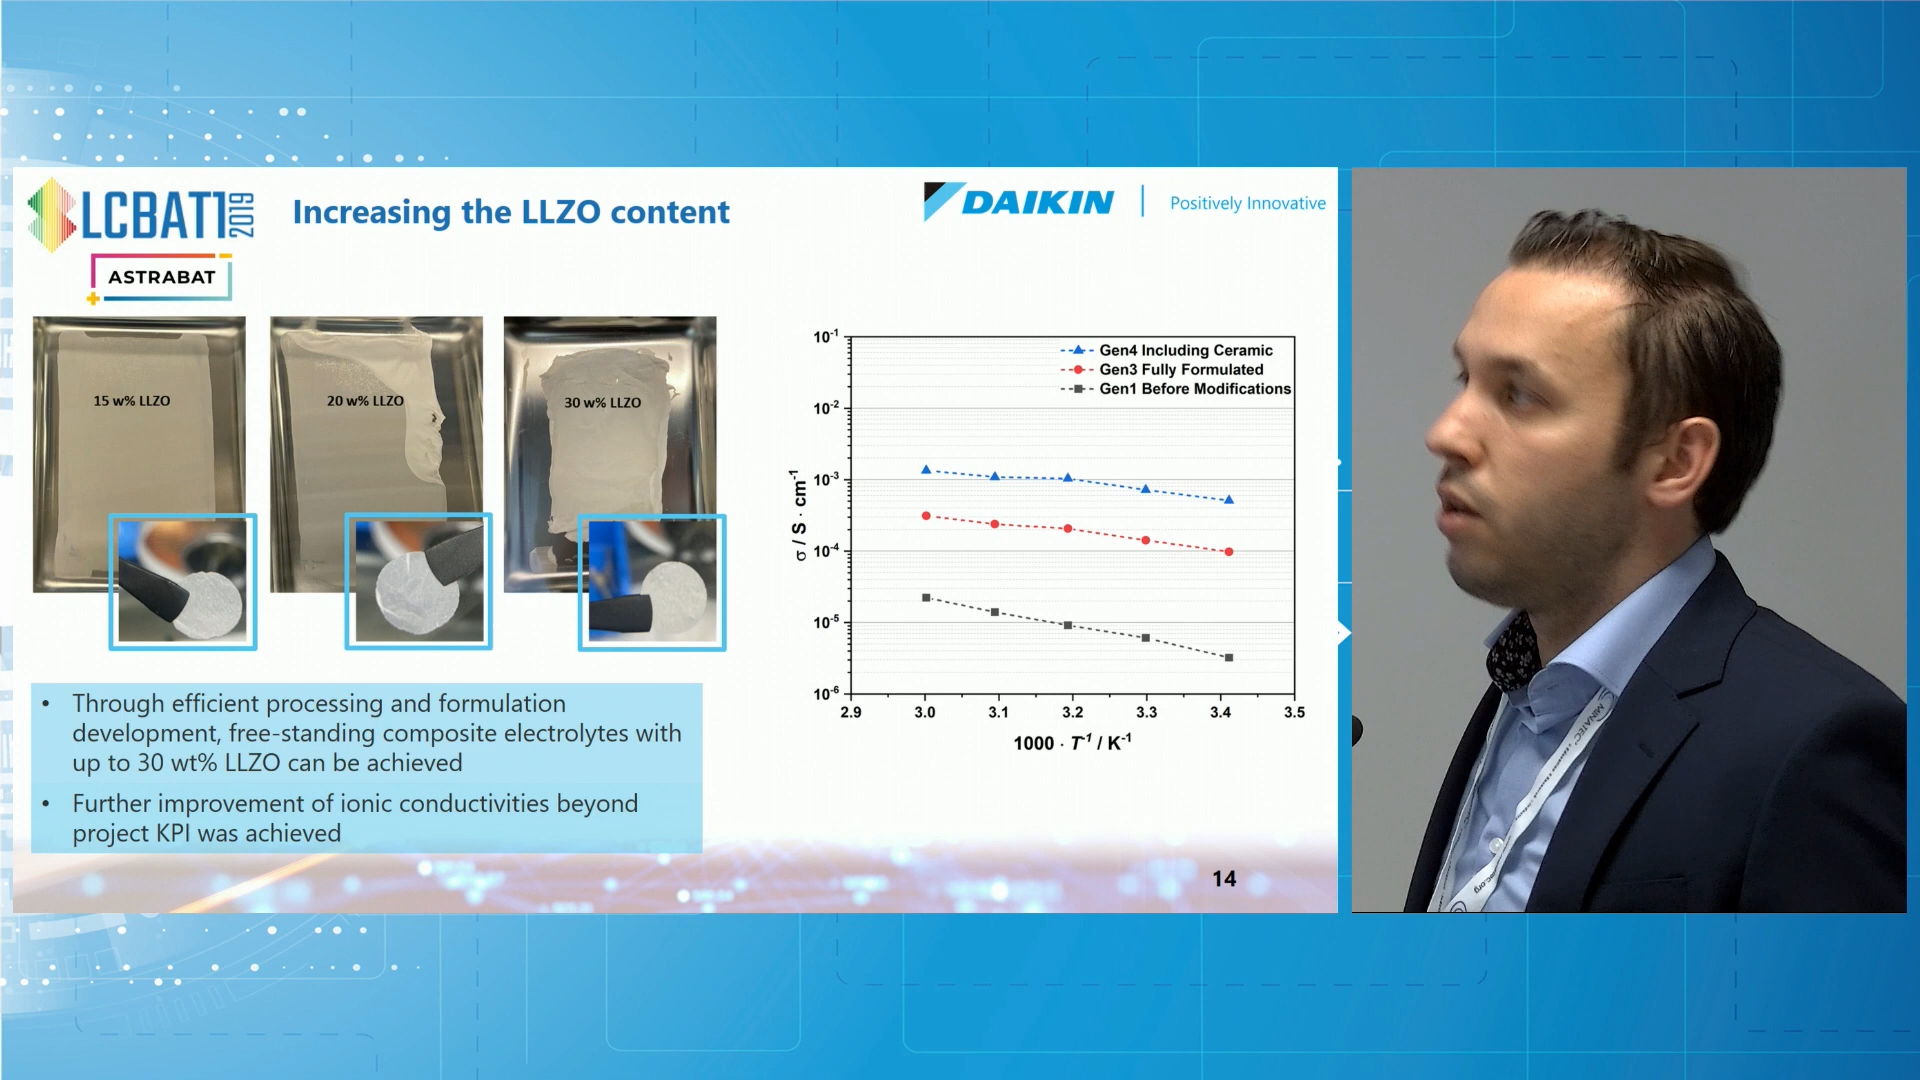 LCBAT1 2019
Increasing the LLZO content
DAIKIN
Positively Innovative
ASTRABAT
15 w% LLZO
20 w% LLZO
30 w% LLZO
Through efficient processing and formulation
development, free-standing composite electrolytes with
up to 30 wt% LLZO can be achieved
Further improvement of ionic conductivities beyond
project KPI was achieved
Gen4 Including Ceramic
Gen3 Fully Formulated
Gen1 Before Modifications
10⁻¹
10⁻²
10⁻³
10⁻⁴
10⁻⁵
10⁻⁶
σ / S · cm⁻¹
2.9 3.0 3.1 3.2 3.3 3.4 3.5
1000 · T⁻¹ / K⁻¹
14
MINATEC